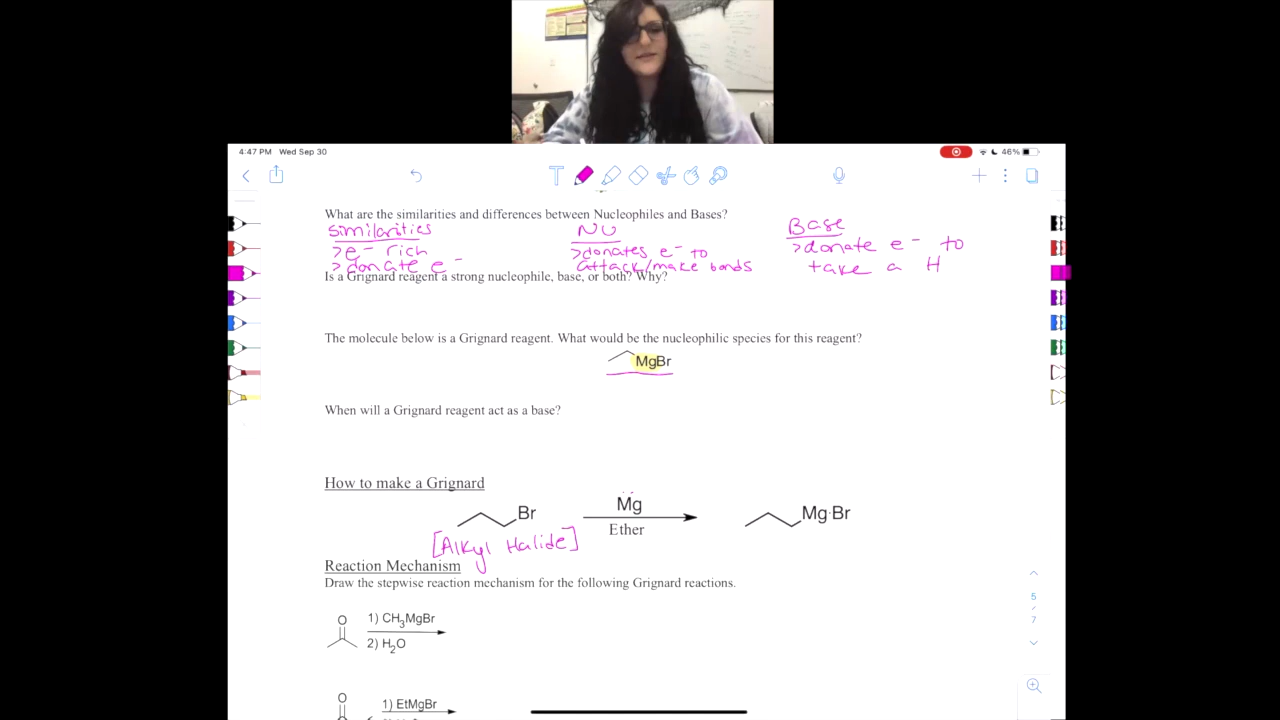 4:47 PM Wed Sep 30
46%
What are the similarities and differences between Nucleophiles and Bases?
Similarities
>e- rich
>donate e-
NU
>donates e- to
attack/make bonds
Base
>donate e- to
take a H
Is a Grignard reagent a strong nucleophile, base, or both? Why?
The molecule below is a Grignard reagent. What would be the nucleophilic species for this reagent?
MgBr
When will a Grignard reagent act as a base?
How to make a Grignard
Br
Mg
Ether
Mg·Br
[Alkyl Halide]
Reaction Mechanism
Draw the stepwise reaction mechanism for the following Grignard reactions.
O
1) CH3MgBr
2) H2O
5
/
7
O
1) EtMgBr